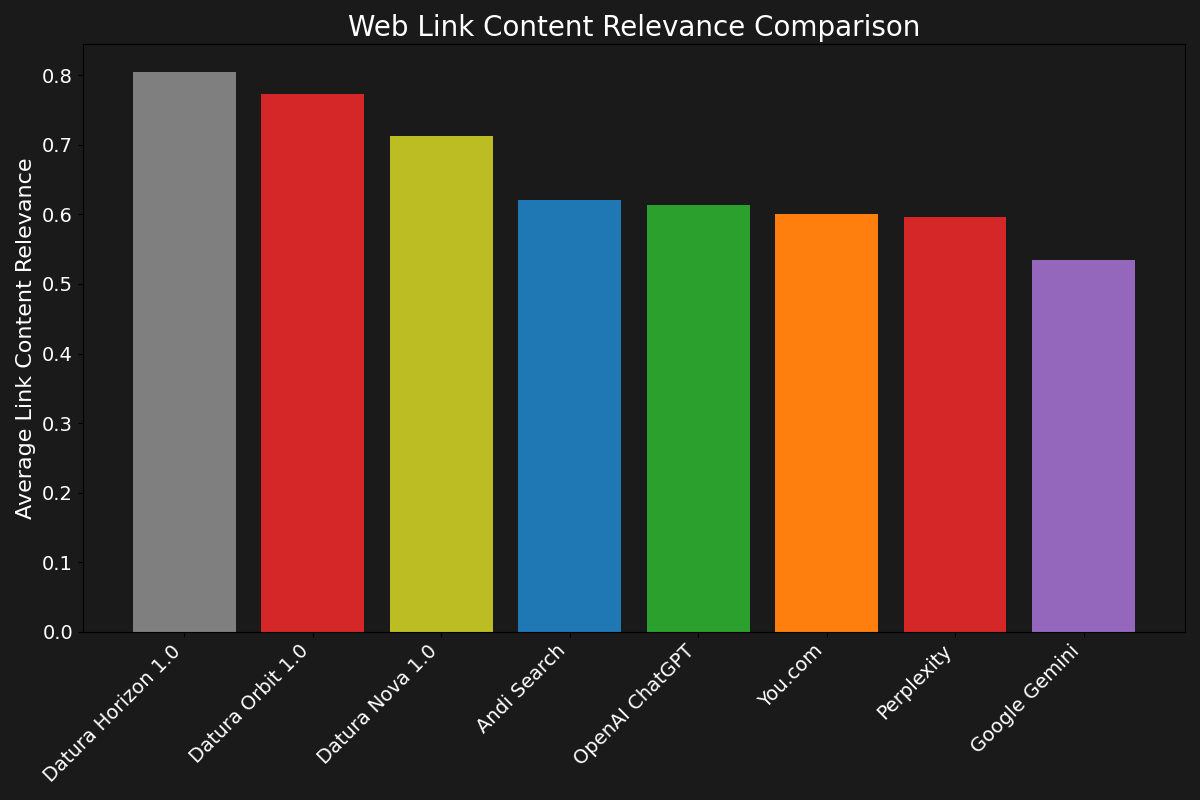 Web Link Content Relevance Comparison
Average Link Content Relevance
0.8
0.7
0.6
0.5
0.4
0.3
0.2
0.1
0.0
Datura Horizon 1.0
Datura Orbit 1.0
Datura Nova 1.0
Andi Search
OpenAI ChatGPT
You.com
Perplexity
Google Gemini